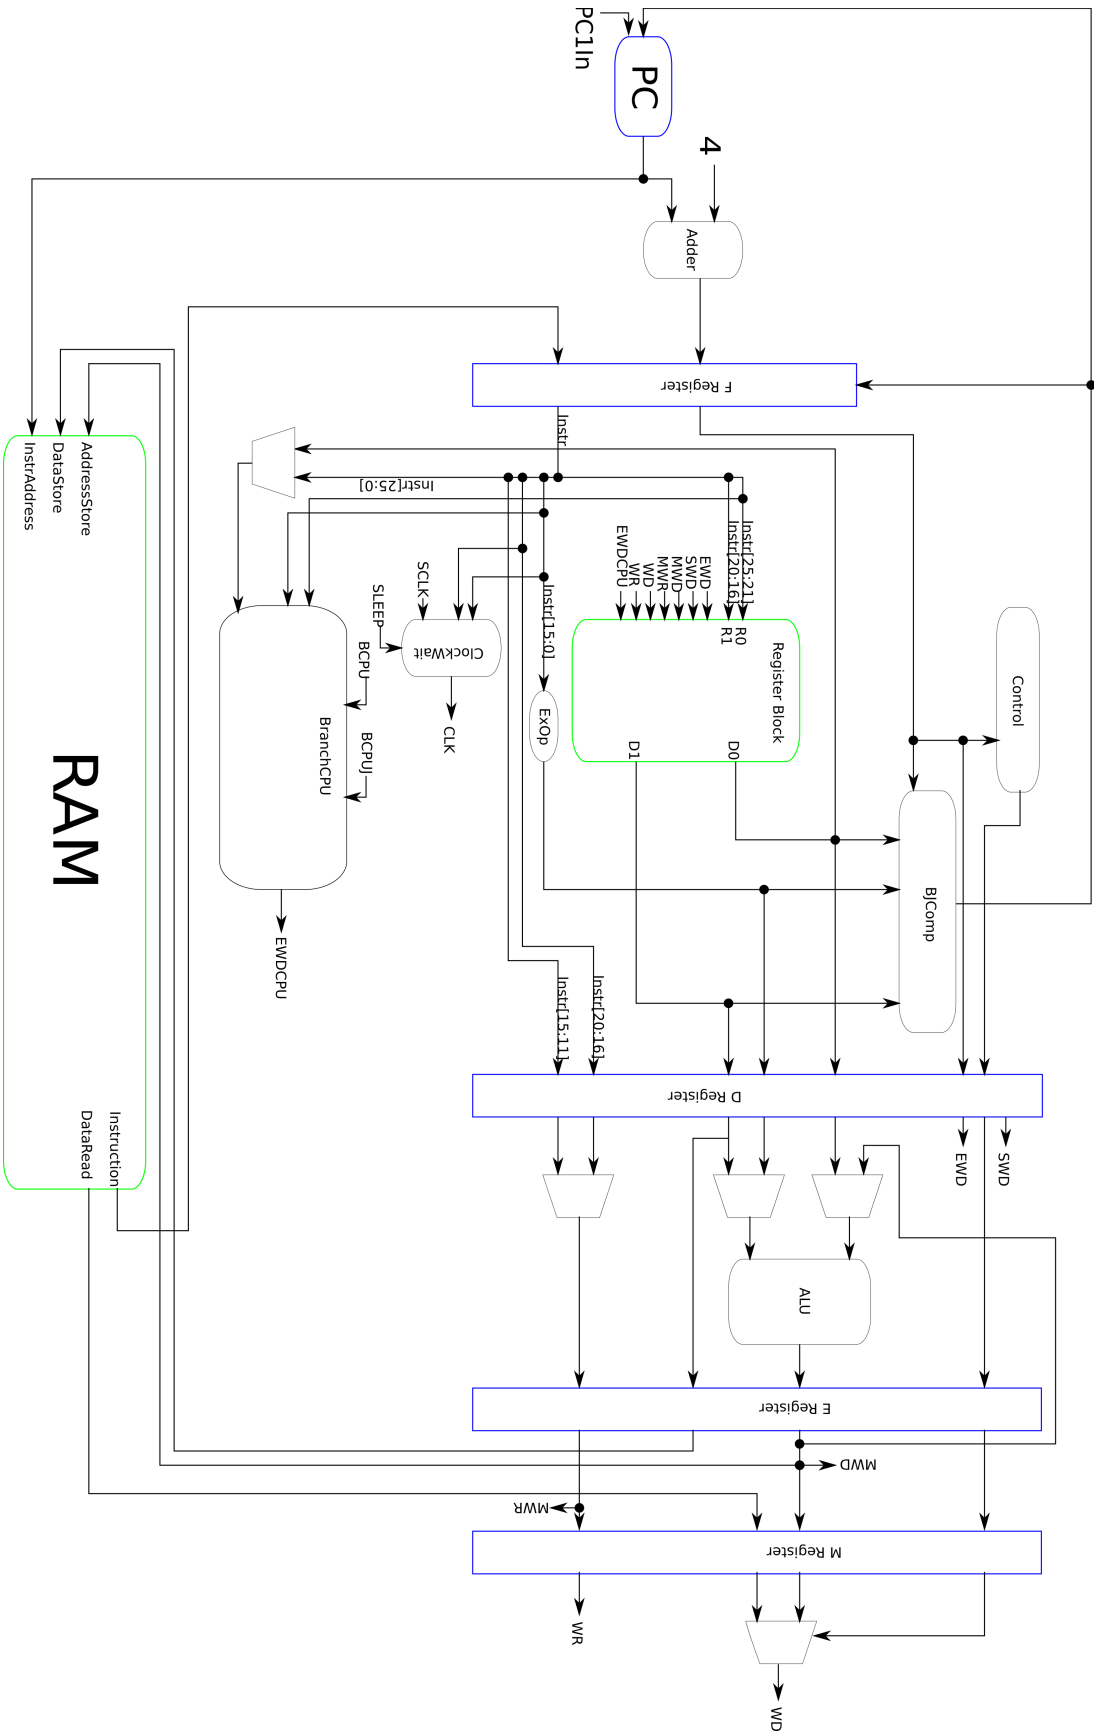 PC1In
PC
4
Adder
F Register
Instr
Instr[25:0]
InstrAddress
DataStore
AddressStore
RAM
Instruction
DataRead
EWDCPU
WR
WD
MWR
MWD
SWD
EWD
Instr[20:16]
Instr[25:21]
R0
R1
Register Block
D0
D1
SCLK
SLEEP
ClockWait
CLK
Instr[15:0]
ExOp
BCPU
BCPUJ
BranchCPU
EWDCPU
Control
BJComp
Instr[15:11]
Instr[20:16]
D Register
EWD
SWD
ALU
E Register
MWD
MWR
M Register
WR
WD